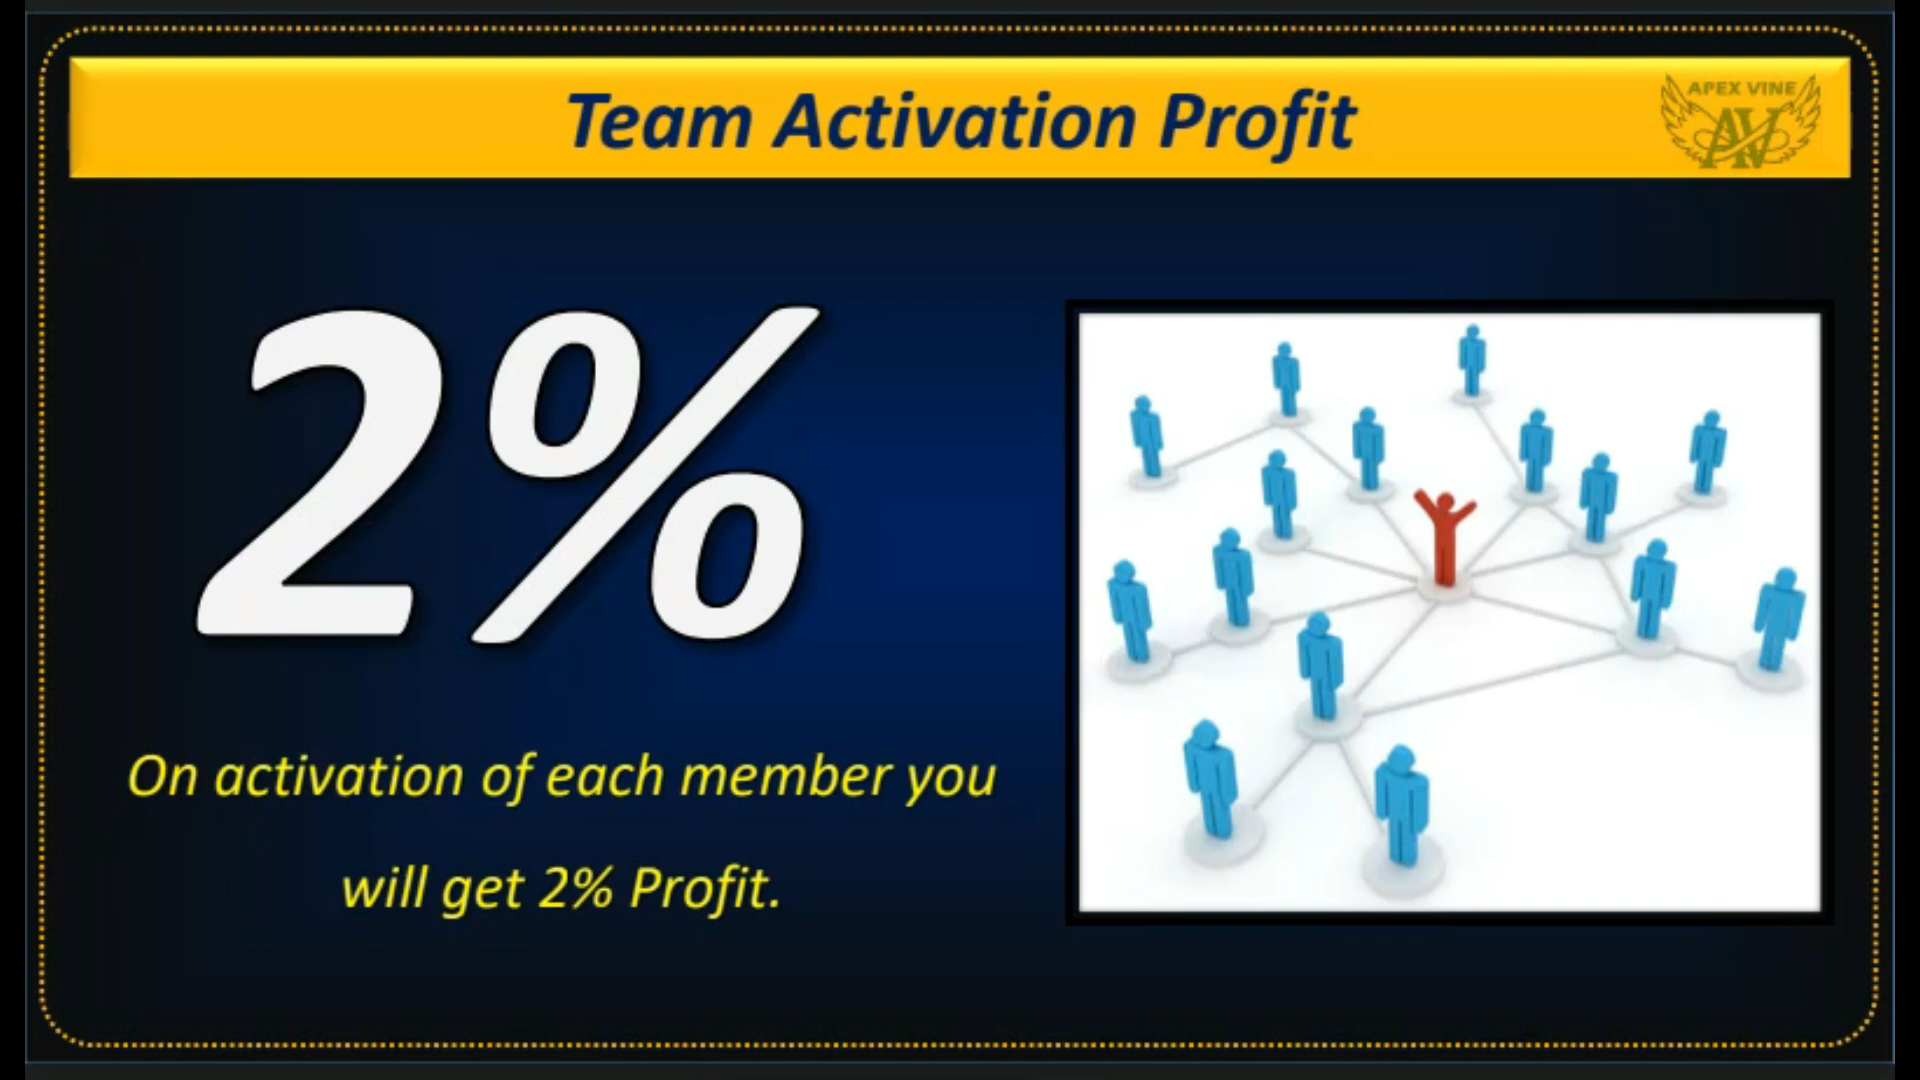 Team Activation Profit
APEX VINE
AV
2%
On activation of each member you
will get 2% Profit.